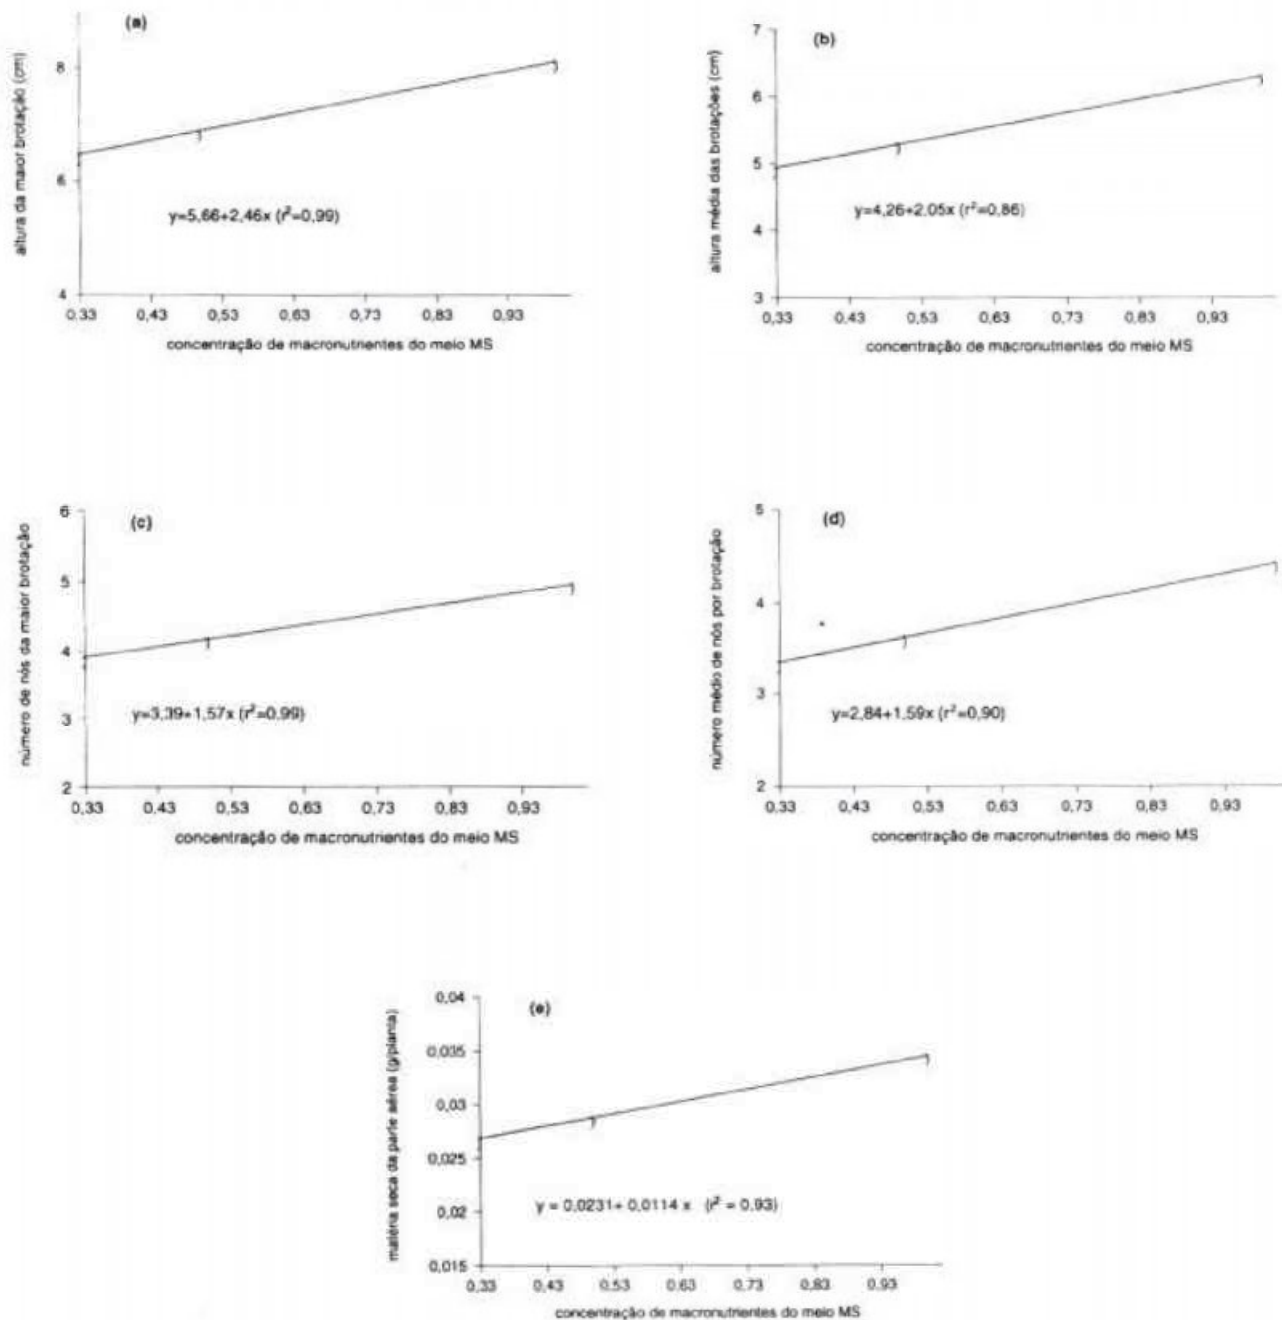 (a)
altura da maior brotação (cm)
8
6
4
y=5,66+2,46x (r²=0,99)
0,33 0,43 0,53 0,63 0,73 0,83 0,93
concentração de macronutrientes do meio MS
(b)
altura média das brotações (cm)
7
6
5
4
3
y=4,26+2,05x (r²=0,86)
0,33 0,43 0,53 0,63 0,73 0,83 0,93
concentração de macronutrientes do meio MS
(c)
número de nós da maior brotação
6
5
4
3
2
y=3,39+1,57x (r²=0,99)
0,33 0,43 0,53 0,63 0,73 0,83 0,93
concentração de macronutrientes do meio MS
(d)
número médio de nós por brotação
5
4
3
2
y=2,84+1,59x (r²=0,90)
0,33 0,43 0,53 0,63 0,73 0,83 0,93
concentração de macronutrientes do meio MS
(e)
matéria seca da parte aérea (g/planta)
0,04
0,035
0,03
0,025
0,02
0,015
y = 0,0231+ 0,0114 x (r² = 0,93)
0,33 0,43 0,53 0,63 0,73 0,83 0,93
concentração de macronutrientes do meio MS